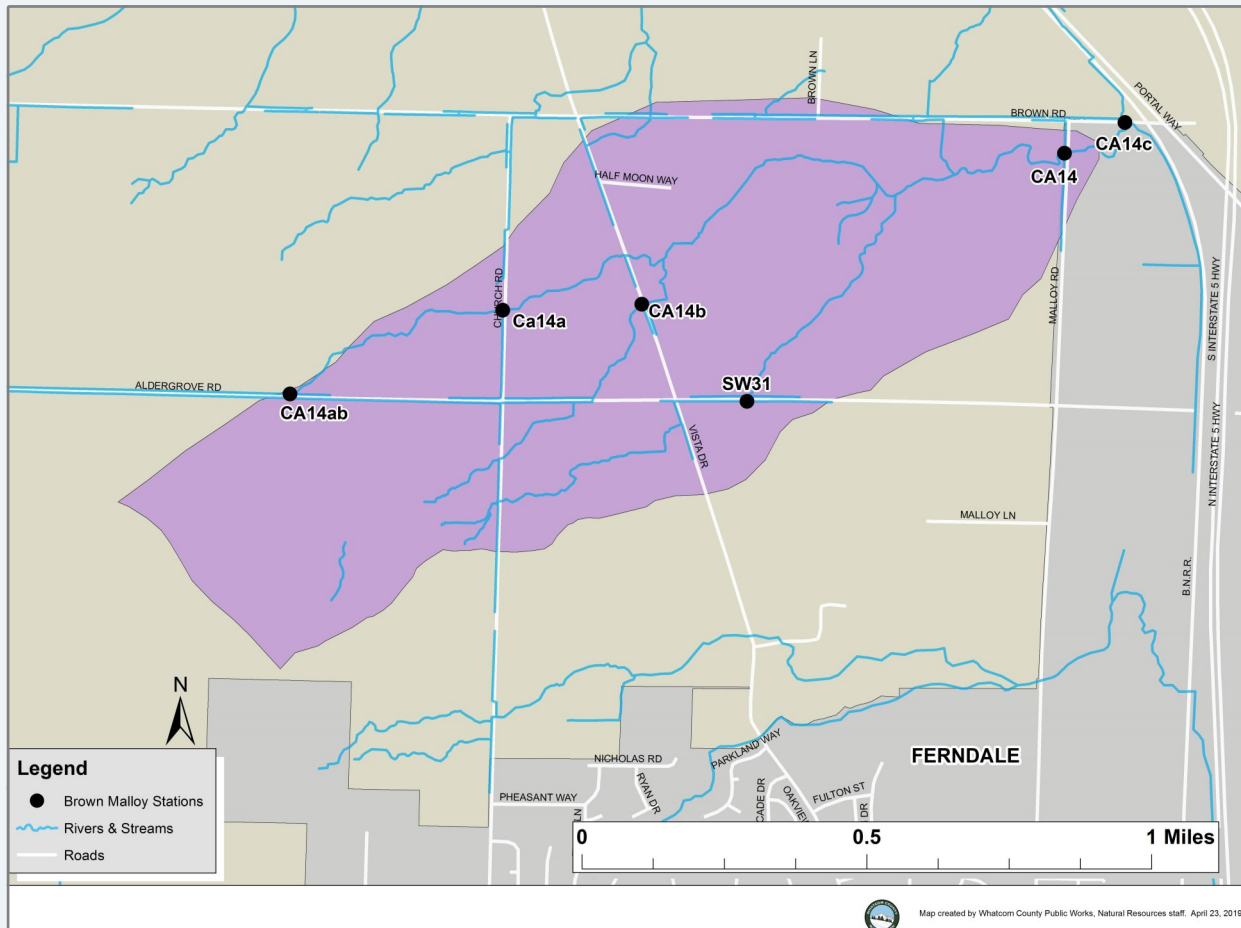 BROWN LN
PORTAL WAY
BROWN RD
CA14c
CA14
HALF MOON WAY
CHURCH RD
Ca14a
CA14b
MALLOY RD
S INTERSTATE 5 HWY
ALDERGROVE RD
CA14ab
SW31
VISTA DR
N INTERSTATE 5 HWY
MALLOY LN
B.N.R.R.
N
FERNDALE
NICHOLAS RD
PARKLAND WAY
RYAN DR
PHEASANT WAY
LN
CADE DR
OAKVIEW
FULTON ST
DR
Legend
Brown Malloy Stations
Rivers & Streams
Roads
0 0.5 1 Miles
Map created by Whatcom County Public Works, Natural Resources staff. April 23, 2019